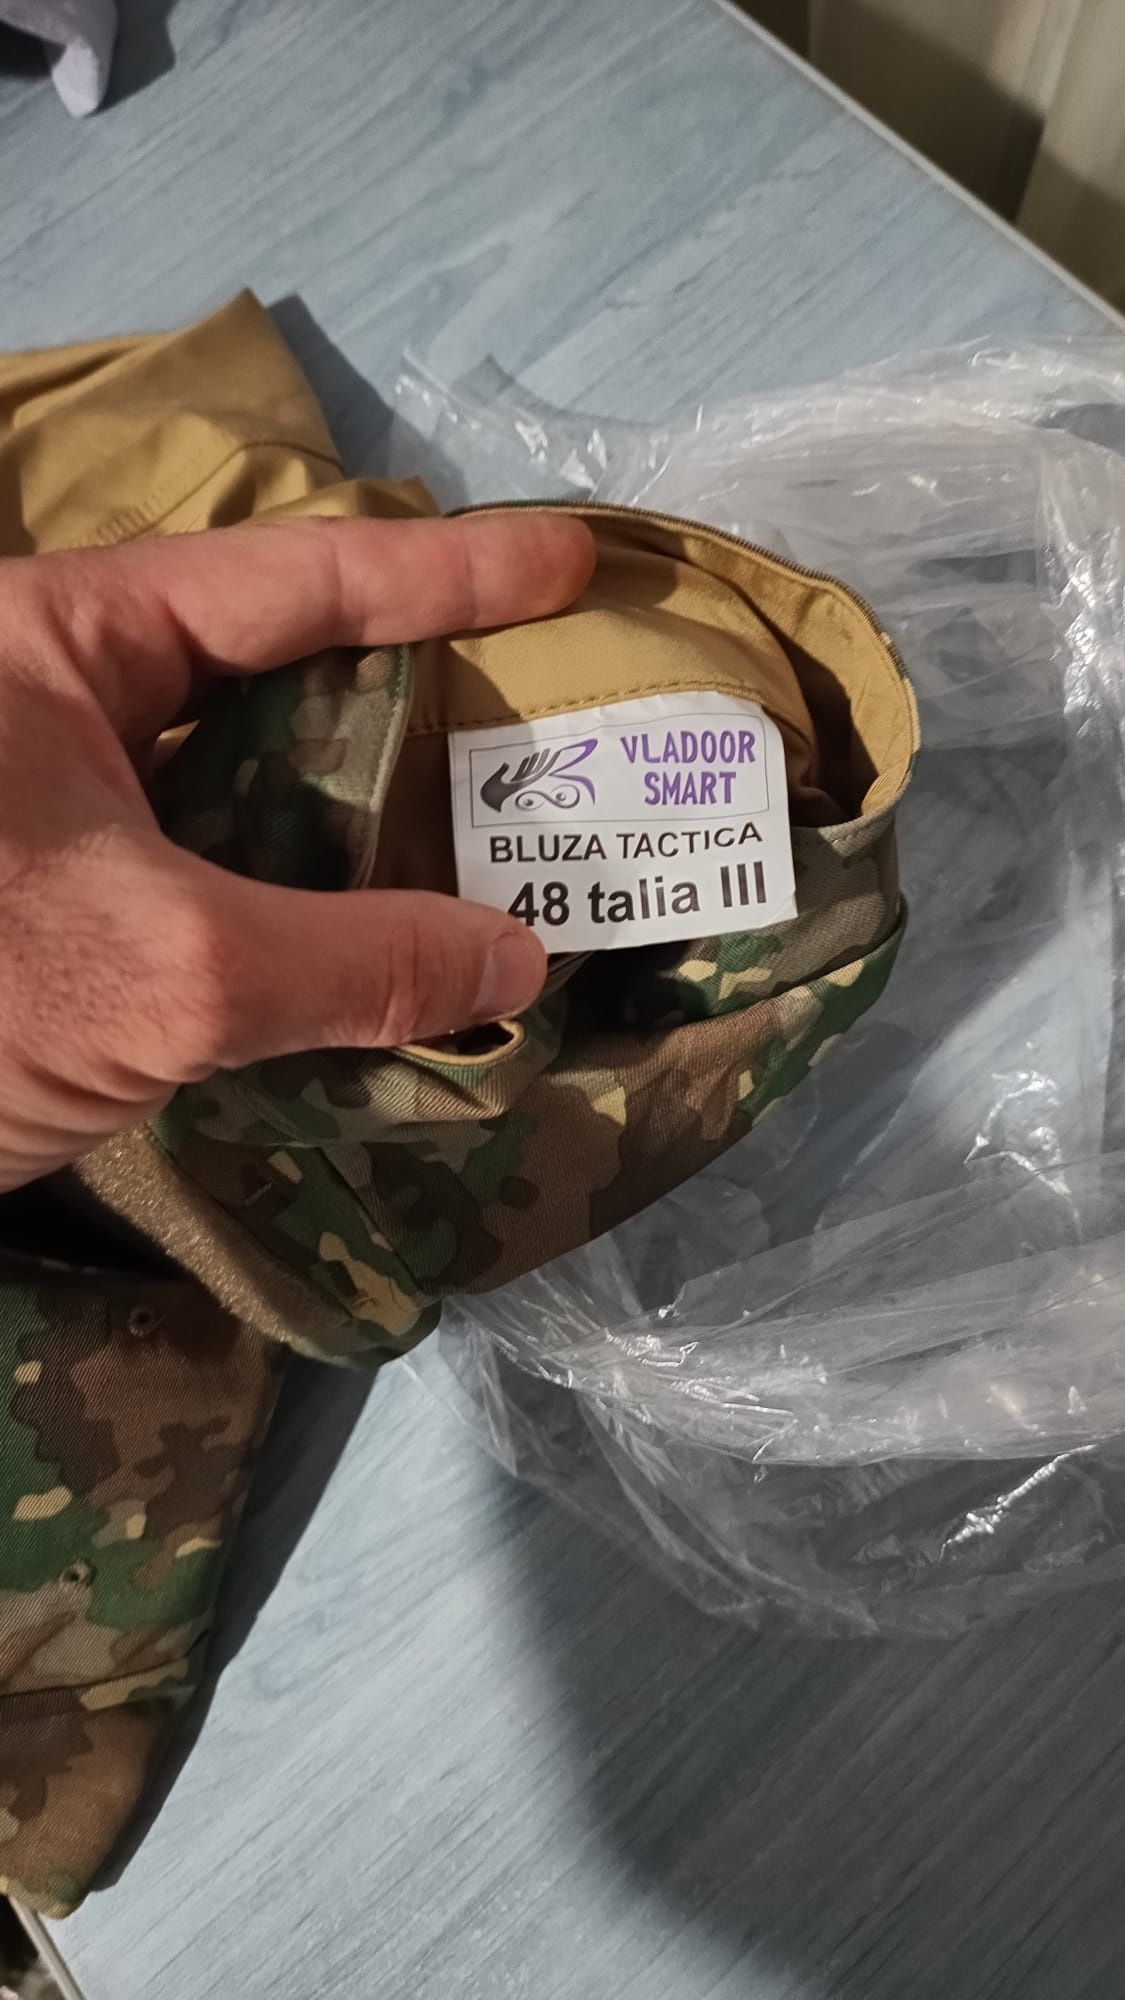 VLADOOR
SMART
BLUZA TACTICA
48 talia III